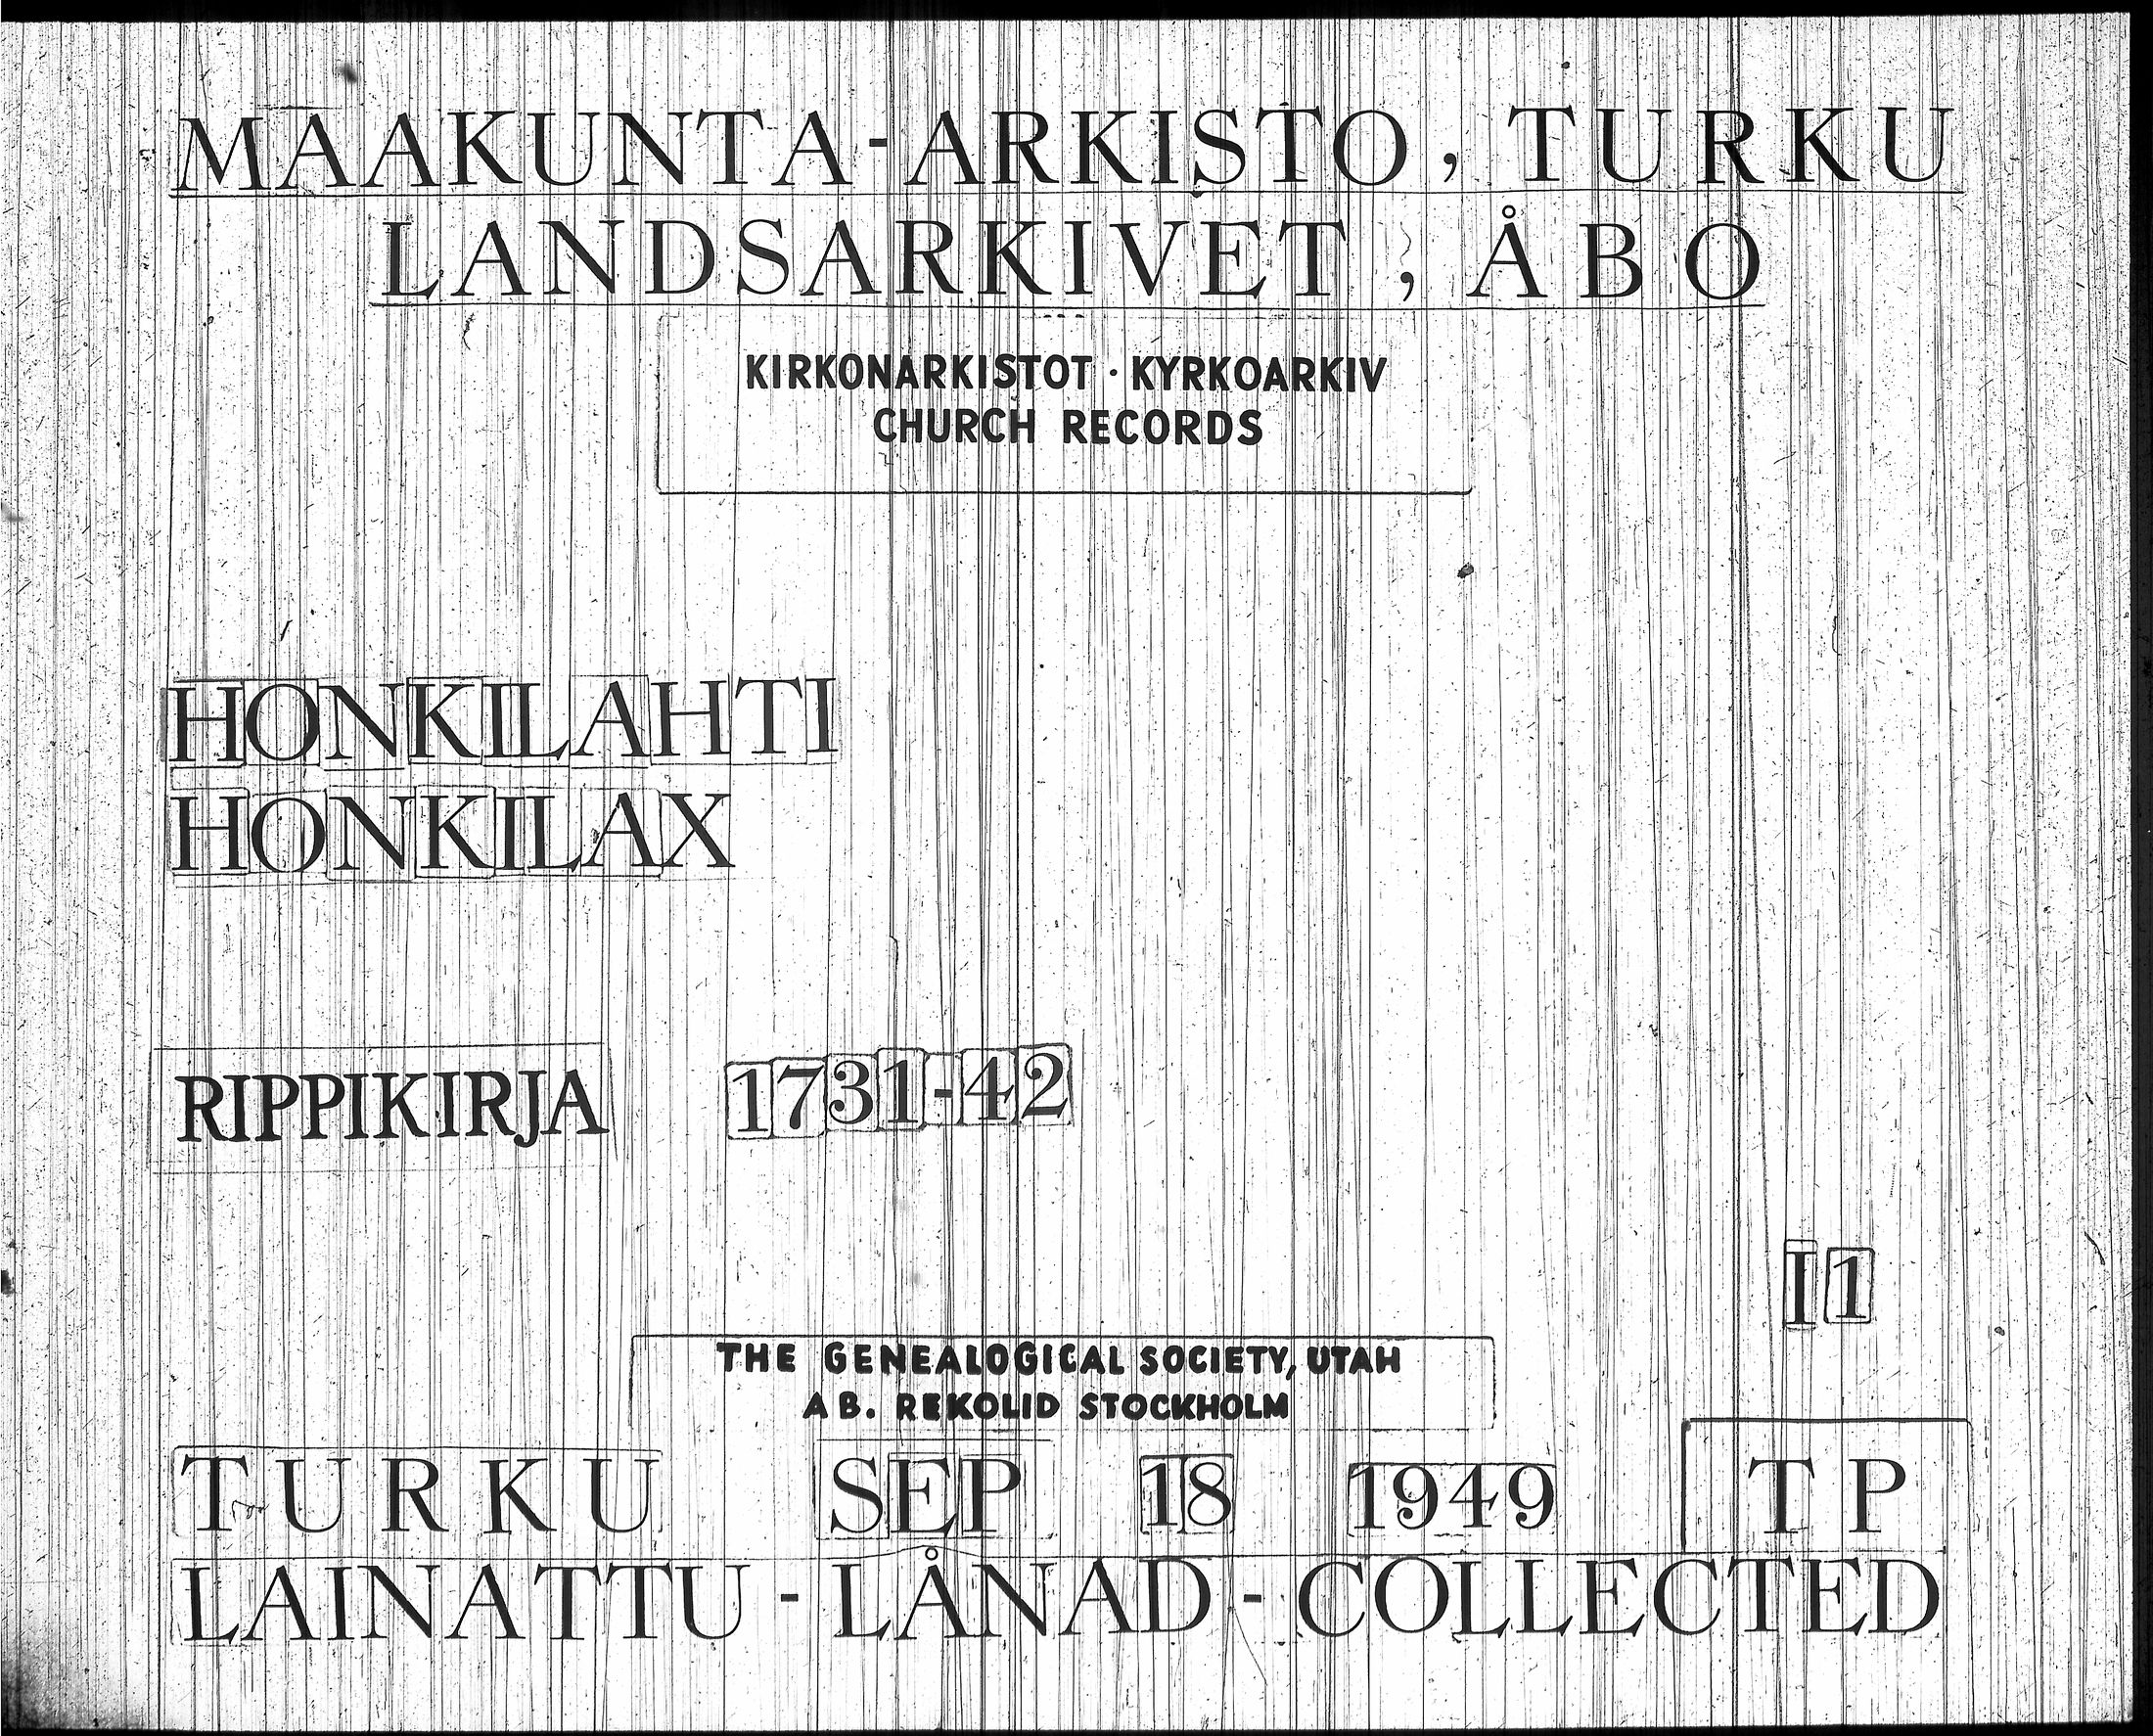 MAAKUNTA-ARKISTO, TURKU
LANDSARKIVET, ÅBO
KIRKONARKISTOT · KYRKOARKIV
CHURCH RECORDS
HONKILAHTI
HONKILAX
RIPPIKIRJA 1731-42
I1
THE GENEALOGICAL SOCIETY, UTAH
AB. REKOLID STOCKHOLM
TURKU SEP 18 1949 TP
LAINATTU - LÅNAD - COLLECTED